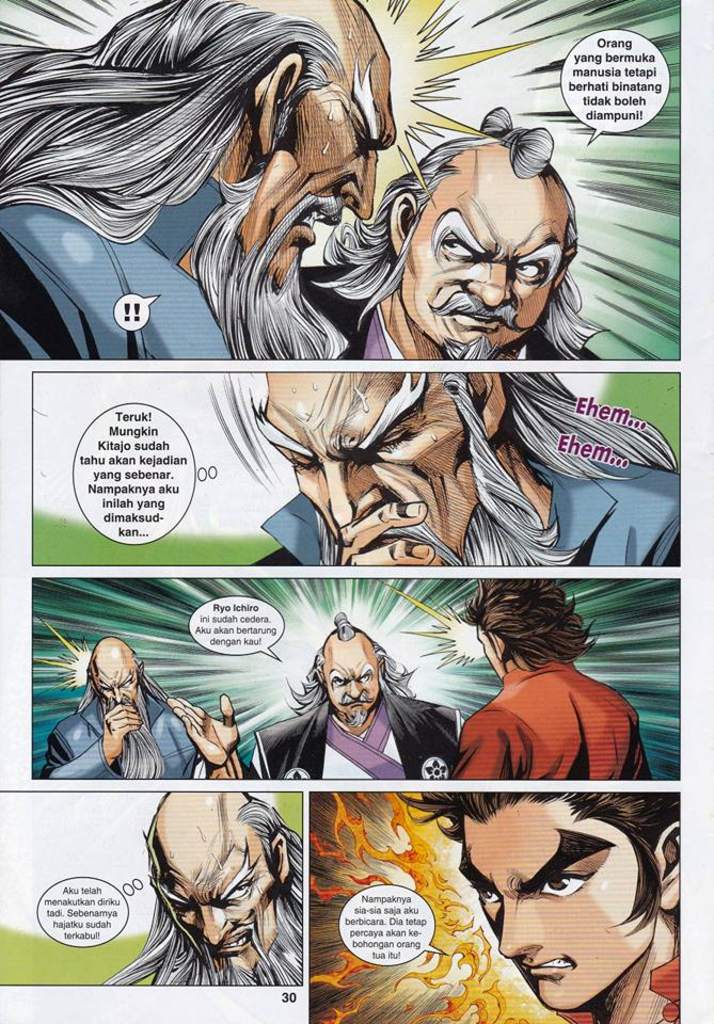 Orang
yang bermuka
manusia tetapi
berhati binatang
tidak boleh
diampuni!
!!
Teruk!
Mungkin
Kitajo sudah
tahu akan kejadian
yang sebenar.
Nampaknya aku
inilah yang
dimaksud-
kan...
Ehem...
Ehem...
Ryo Ichiro
ini sudah cedera.
Aku akan bertarung
dengan kau!
Aku telah
menakutkan diriku
tadi. Sebenarnya
hajatku sudah
terkabul!
Nampaknya
sia-sia saja aku
berbicara. Dia tetap
percaya akan ke-
bohongan orang
tua itu!
30